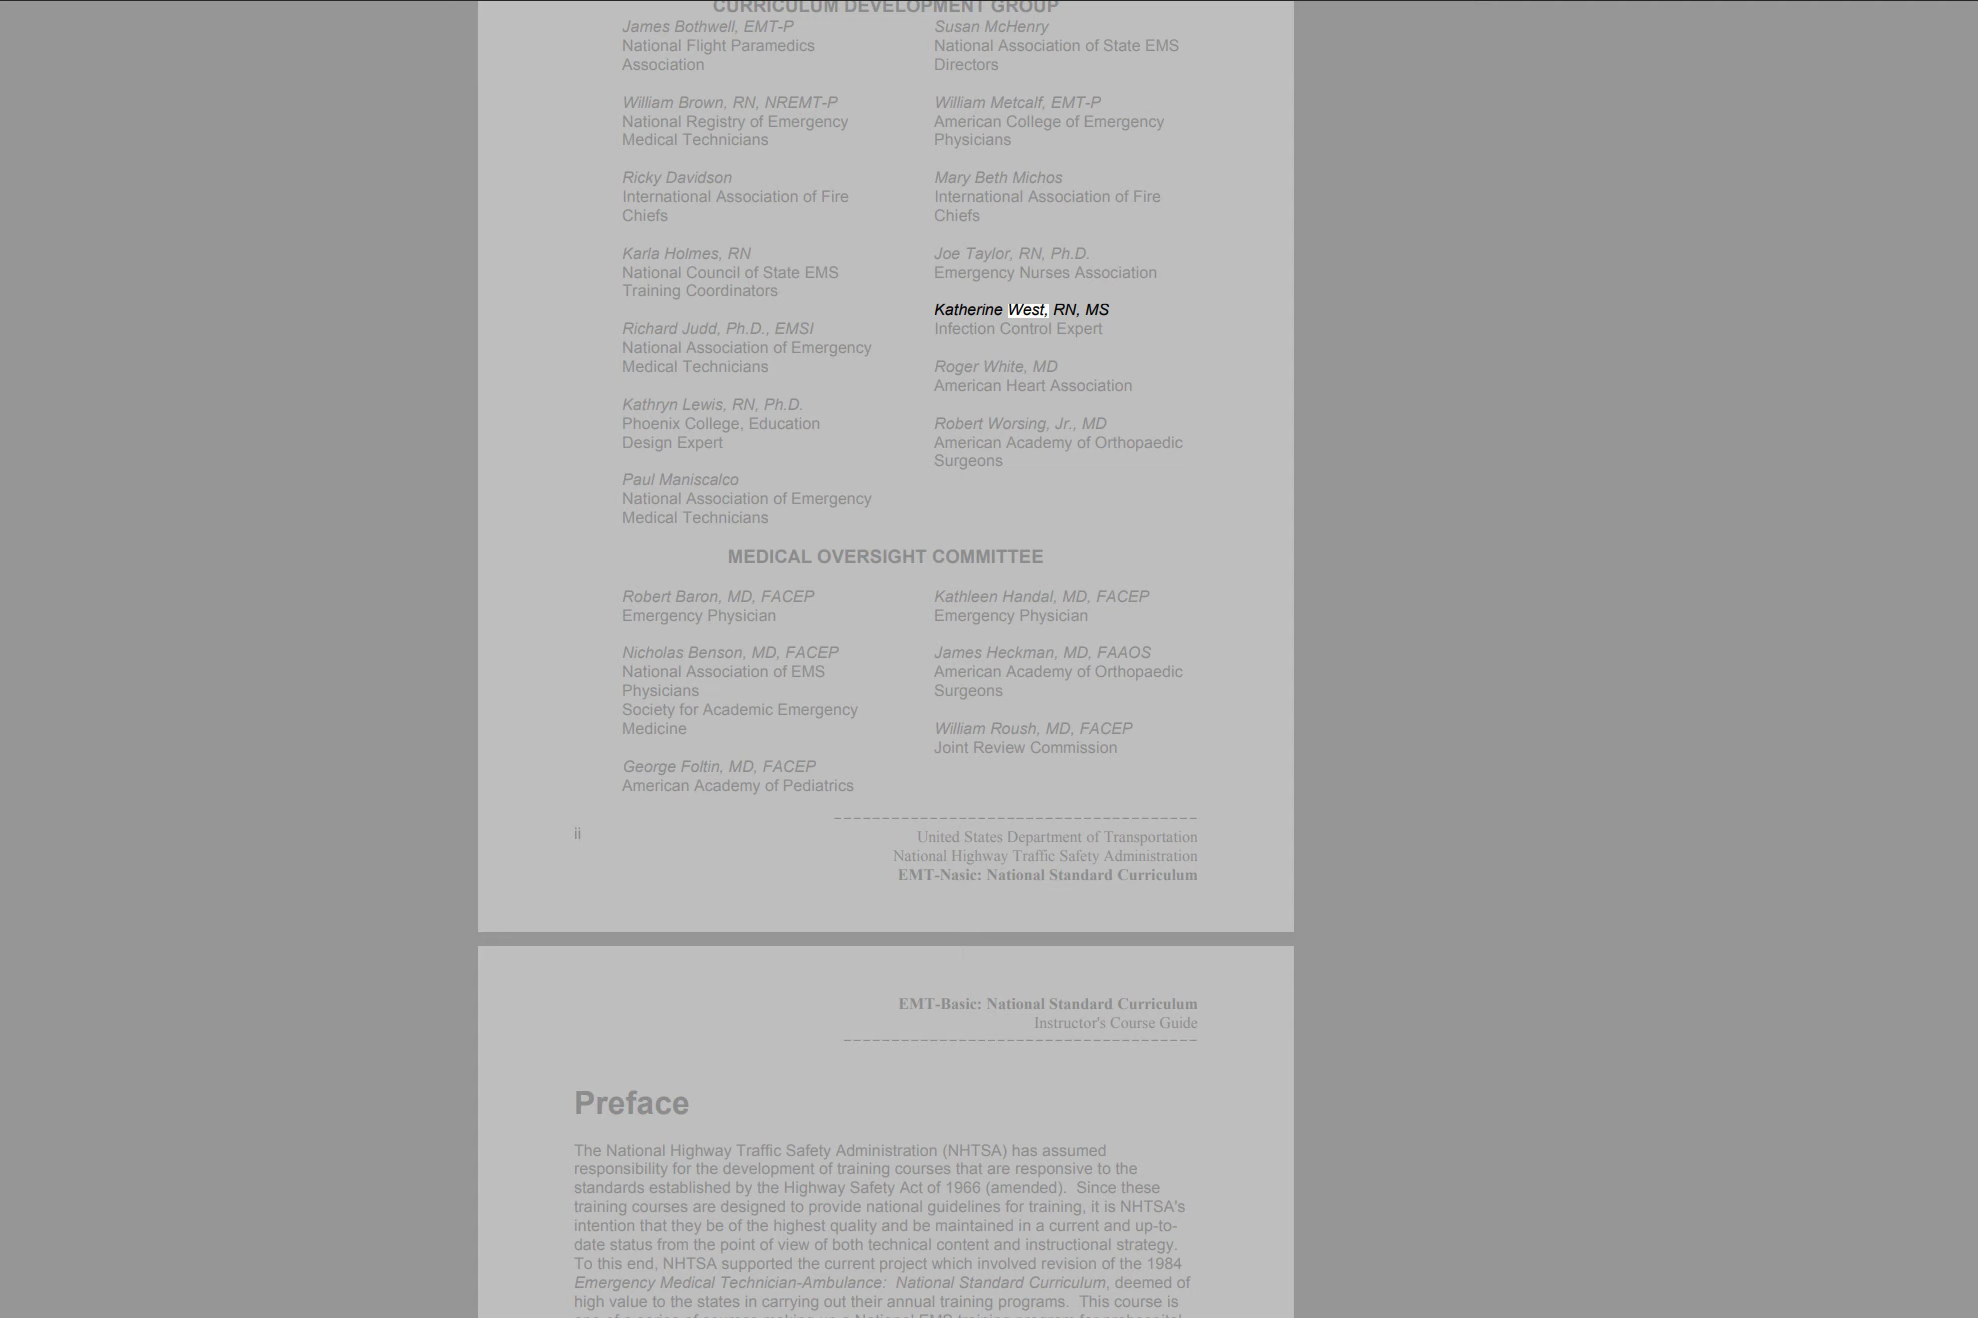 CURRICULUM DEVELOPMENT GROUP
James Bothwell, EMT-P
National Flight Paramedics
Association
William Brown, RN, NREMT-P
National Registry of Emergency
Medical Technicians
Ricky Davidson
International Association of Fire
Chiefs
Karla Holmes, RN
National Council of State EMS
Training Coordinators
Richard Judd, Ph.D., EMSI
National Association of Emergency
Medical Technicians
Kathryn Lewis, RN, Ph.D.
Phoenix College, Education
Design Expert
Paul Maniscalco
National Association of Emergency
Medical Technicians
Susan McHenry
National Association of State EMS
Directors
William Metcalf, EMT-P
American College of Emergency
Physicians
Mary Beth Michos
International Association of Fire
Chiefs
Joe Taylor, RN, Ph.D.
Emergency Nurses Association
Katherine West, RN, MS
Infection Control Expert
Roger White, MD
American Heart Association
Robert Worsing, Jr., MD
American Academy of Orthopaedic
Surgeons
MEDICAL OVERSIGHT COMMITTEE
Robert Baron, MD, FACEP
Emergency Physician
Nicholas Benson, MD, FACEP
National Association of EMS
Physicians
Society for Academic Emergency
Medicine
George Foltin, MD, FACEP
American Academy of Pediatrics
Kathleen Handal, MD, FACEP
Emergency Physician
James Heckman, MD, FAAOS
American Academy of Orthopaedic
Surgeons
William Roush, MD, FACEP
Joint Review Commission
ii
United States Department of Transportation
National Highway Traffic Safety Administration
EMT-Nasic: National Standard Curriculum
EMT-Basic: National Standard Curriculum
Instructor's Course Guide
Preface
The National Highway Traffic Safety Administration (NHTSA) has assumed
responsibility for the development of training courses that are responsive to the
standards established by the Highway Safety Act of 1966 (amended).  Since these
training courses are designed to provide national guidelines for training, it is NHTSA's
intention that they be of the highest quality and be maintained in a current and up-to-
date status from the point of view of both technical content and instructional strategy.
To this end, NHTSA supported the current project which involved revision of the 1984
Emergency Medical Technician-Ambulance:  National Standard Curriculum, deemed of
high value to the states in carrying out their annual training programs.  This course is